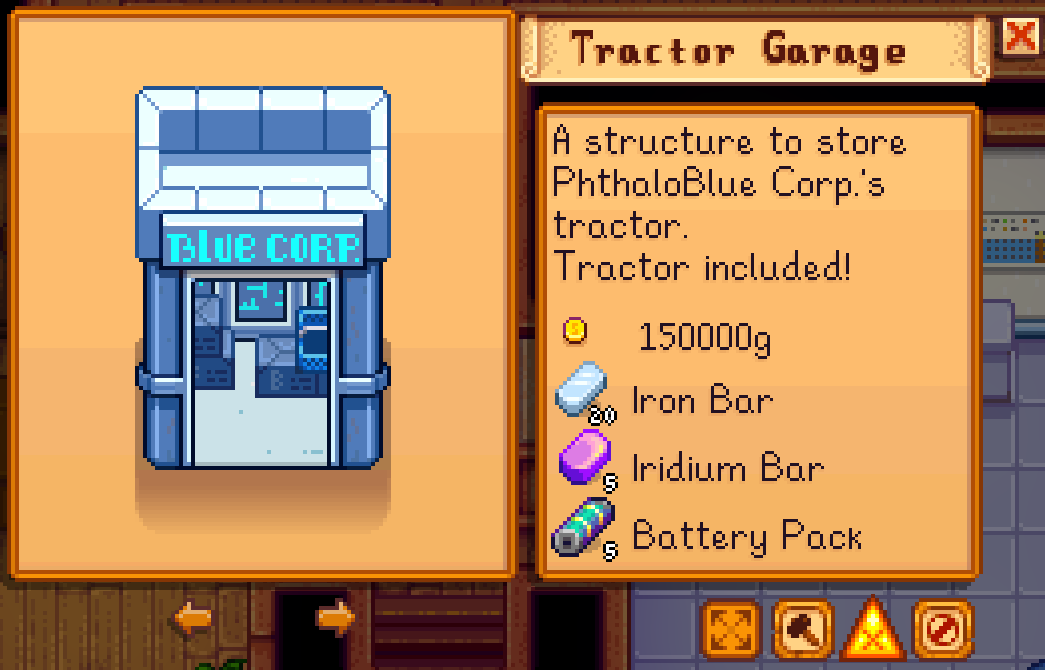 Tractor Garage
A structure to store
PhthaloBlue Corp.'s
tractor.
Tractor included!
BLUE CORP.
150000g
20 Iron Bar
5 Iridium Bar
5 Battery Pack